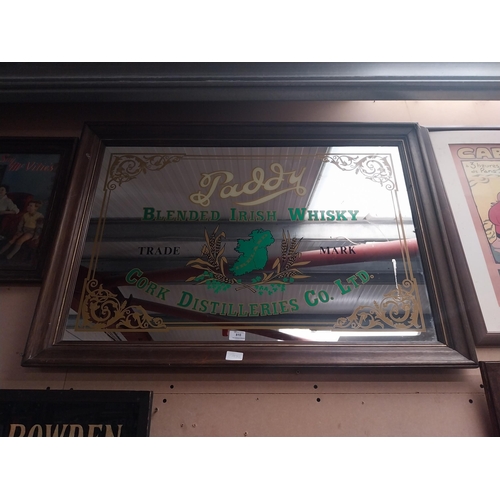 Paddy
BLENDED IRISH WHISKY
TRADE MARK
CORK DISTILLERIES CO. LTD.
BOWDEN